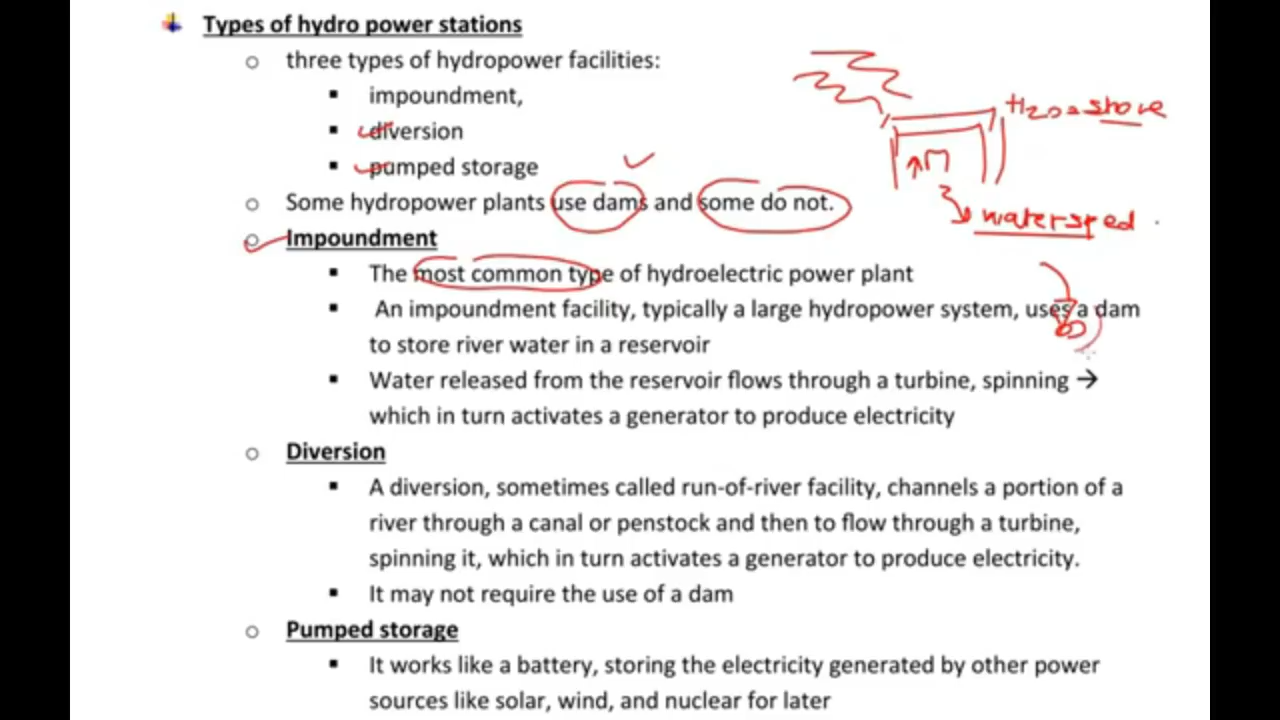 Types of hydro power stations
three types of hydropower facilities:
impoundment,
diversion
pumped storage
H2O = store
Some hydropower plants use dams and some do not.
watersped
Impoundment
The most common type of hydroelectric power plant
An impoundment facility, typically a large hydropower system, uses a dam
to store river water in a reservoir
Water released from the reservoir flows through a turbine, spinning →
which in turn activates a generator to produce electricity
Diversion
A diversion, sometimes called run-of-river facility, channels a portion of a
river through a canal or penstock and then to flow through a turbine,
spinning it, which in turn activates a generator to produce electricity.
It may not require the use of a dam
Pumped storage
It works like a battery, storing the electricity generated by other power
sources like solar, wind, and nuclear for later